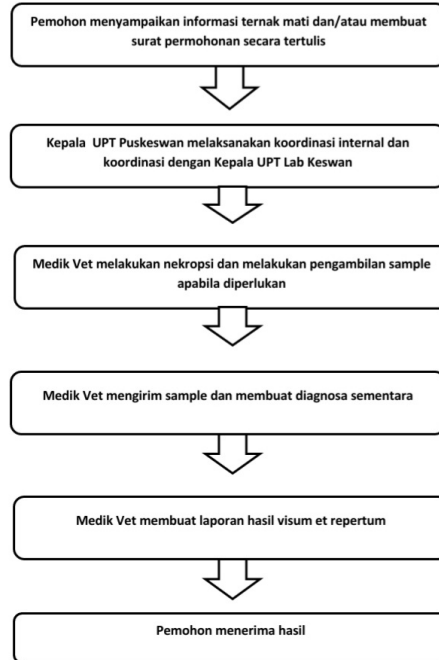 Pemohon menyampaikan informasi ternak mati dan/atau membuat
surat permohonan secara tertulis
Kepala UPT Puskeswan melaksanakan koordinasi internal dan
koordinasi dengan Kepala UPT Lab Keswan
Medik Vet melakukan nekropsi dan melakukan pengambilan sample
apabila diperlukan
Medik Vet mengirim sample dan membuat diagnosa sementara
Medik Vet membuat laporan hasil visum et repertum
Pemohon menerima hasil